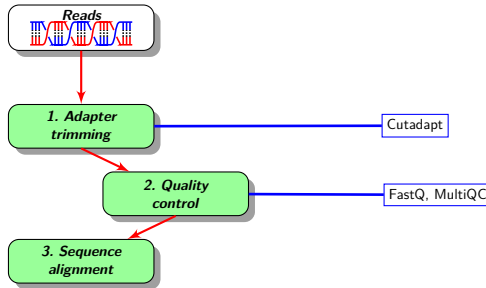 Reads
1. Adapter
trimming
Cutadapt
2. Quality
control
FastQ, MultiQC
3. Sequence
alignment